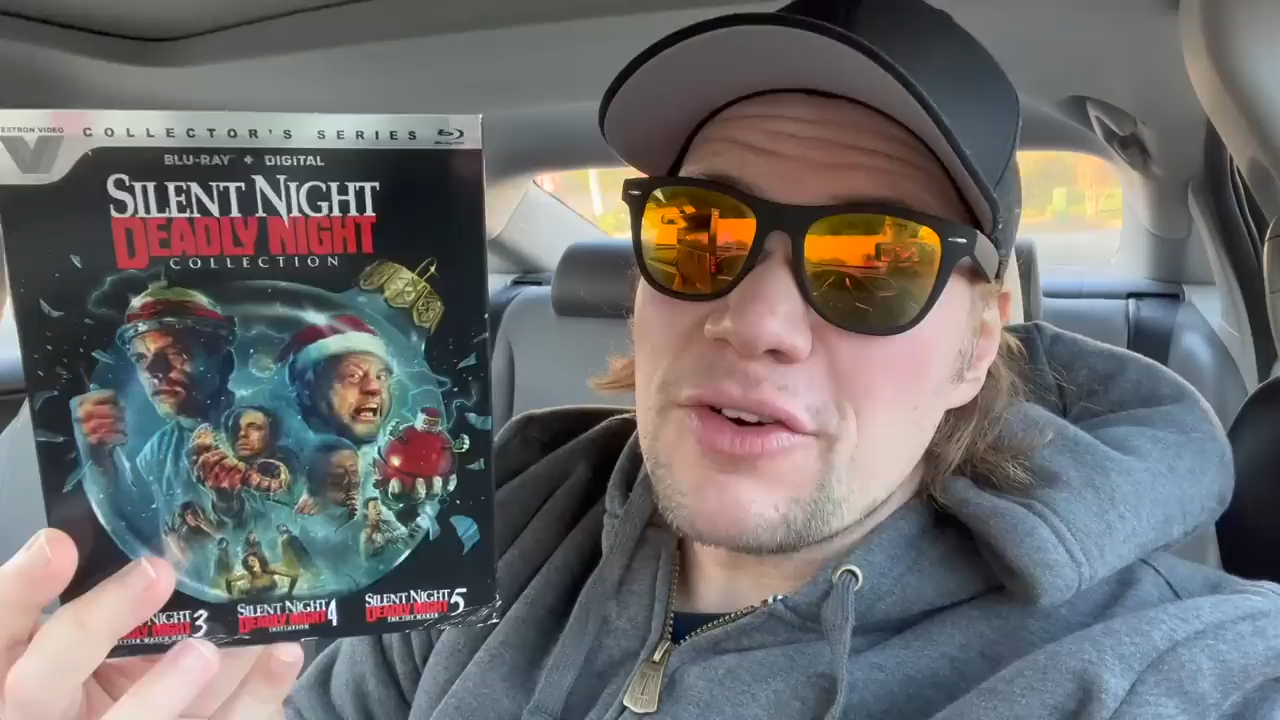 VIDEO
COLLECTOR'S SERIES
BLU-RAY + DIGITAL
SILENT NIGHT
DEADLY NIGHT
COLLECTION
NIGHT 3
SILENT NIGHT
DEADLY NIGHT 4
INITIATION
SILENT NIGHT
DEADLY NIGHT 5
THE TOY MAKER